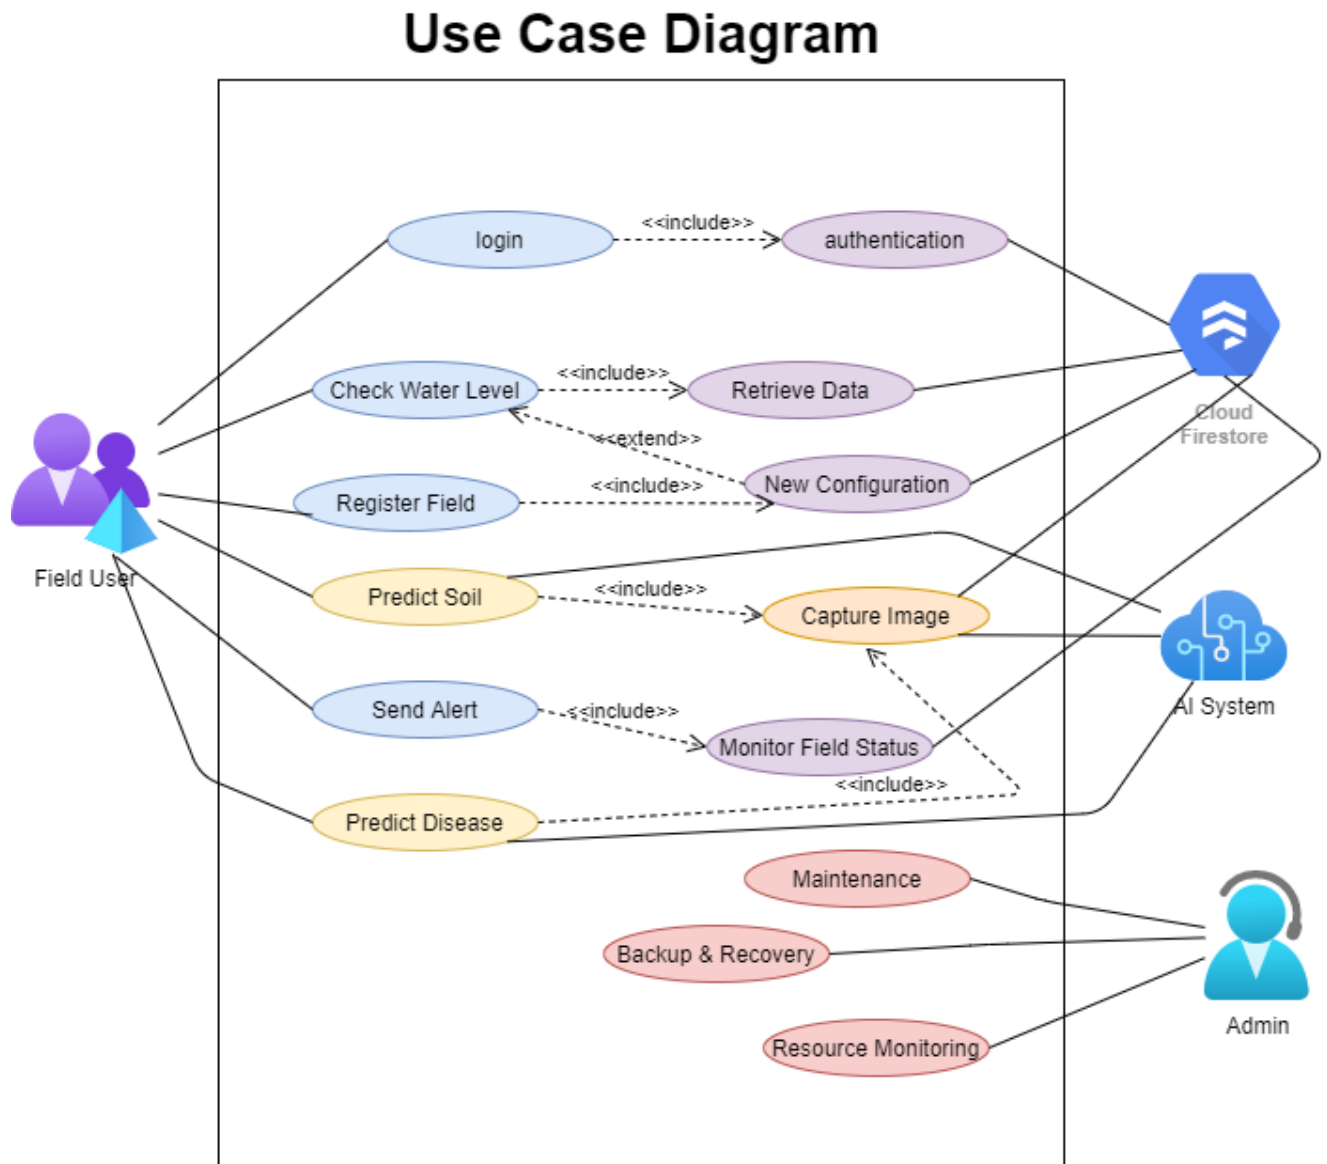 Use Case Diagram
<<include>>
login
authentication
<<include>>
Check Water Level
Retrieve Data
Cloud
Firestore
<<extend>>
<<include>>
New Configuration
Register Field
Field User
<<include>>
Predict Soil
Capture Image
<<include>>
Send Alert
AI System
Monitor Field Status
<<include>>
Predict Disease
Maintenance
Backup & Recovery
Admin
Resource Monitoring